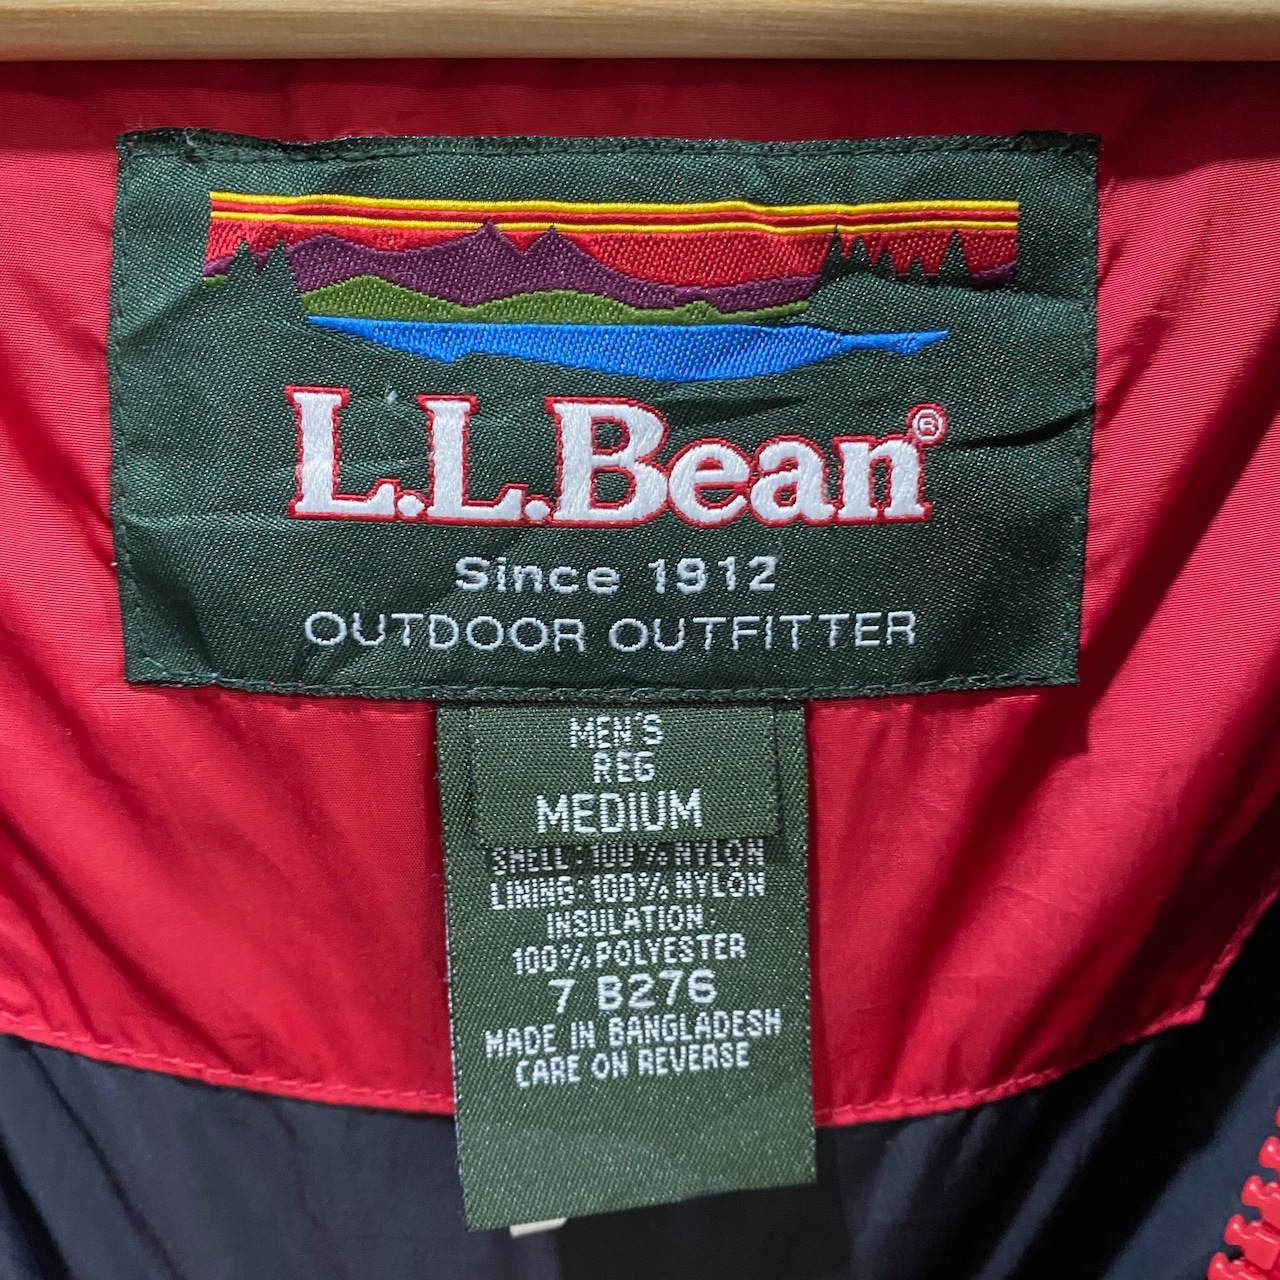 L.L.Bean®
Since 1912
OUTDOOR OUTFITTER
MEN'S
REG
MEDIUM
SHELL: 100% NYLON
LINING: 100% NYLON
INSULATION:
100% POLYESTER
7 B276
MADE IN BANGLADESH
CARE ON REVERSE